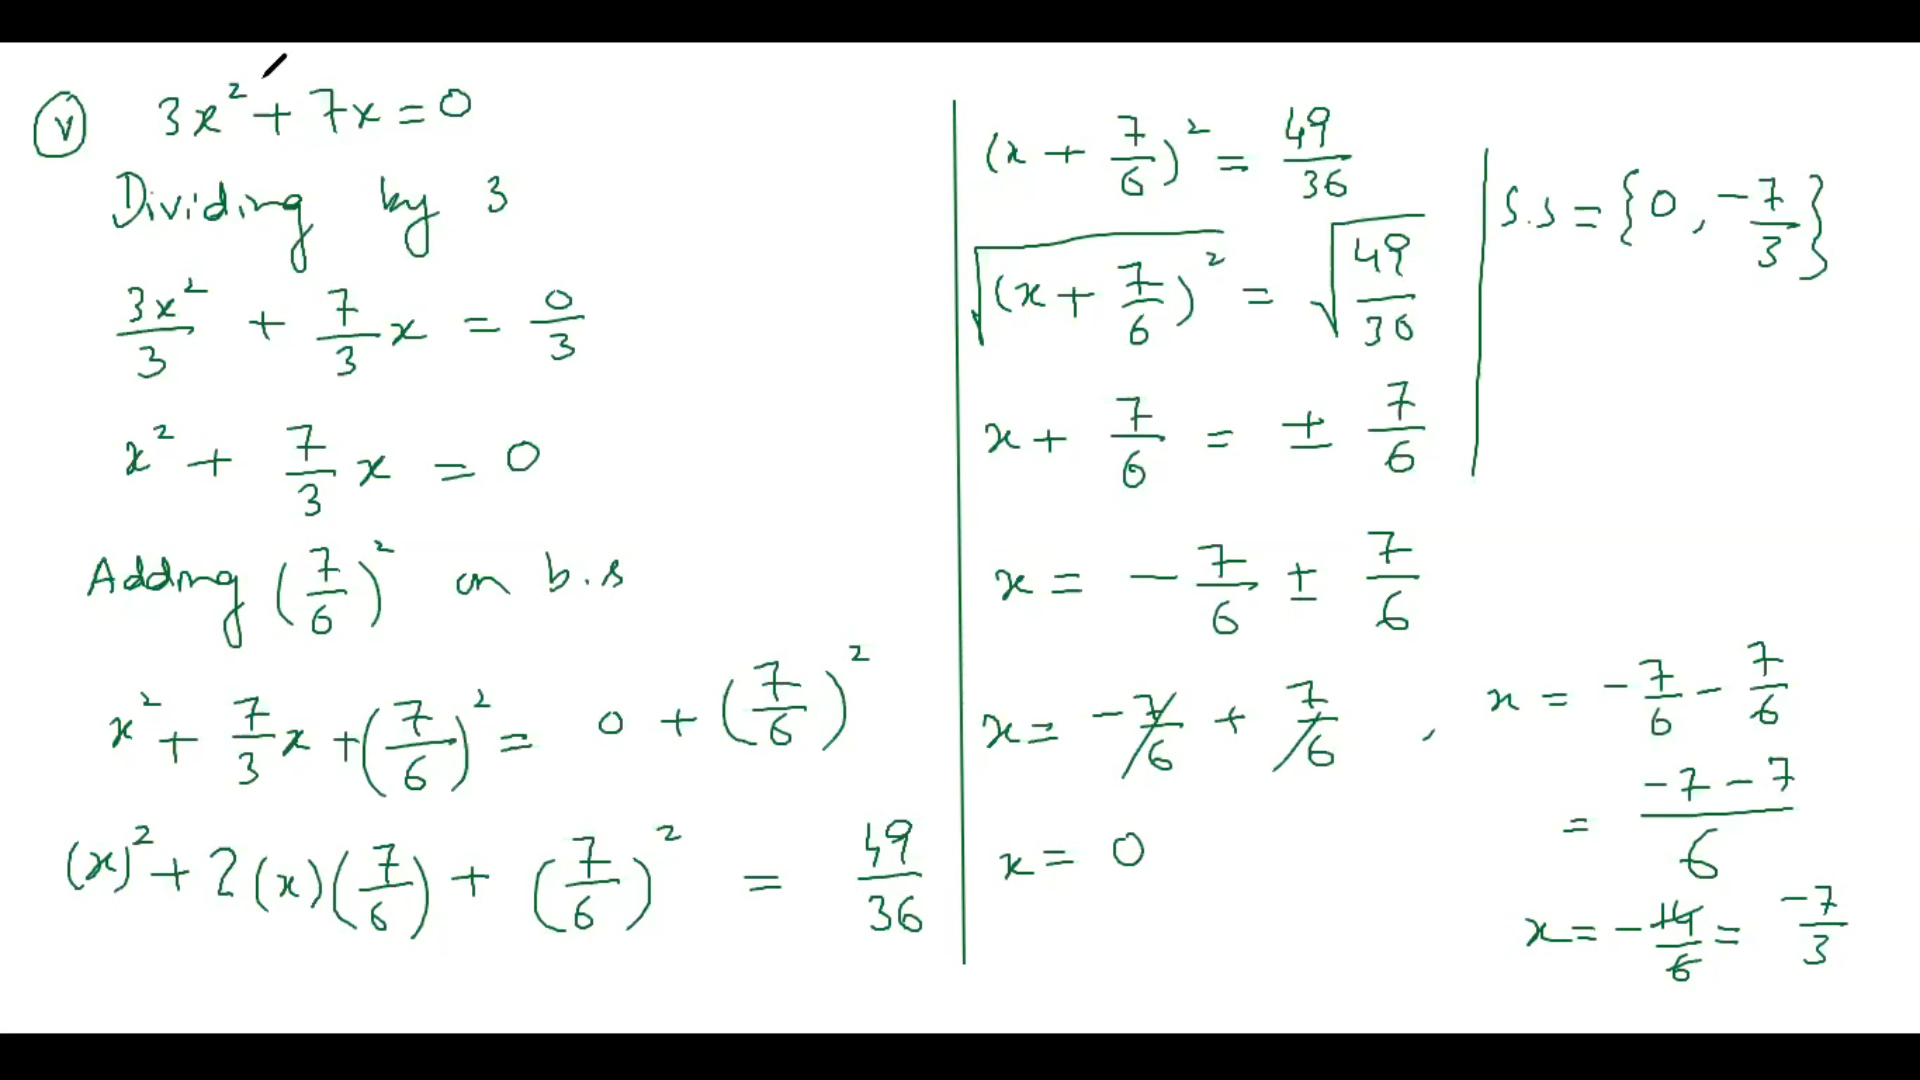 (v) 3x² + 7x = 0
Dividing by 3
3x²/3 + 7/3 x = 0/3
x² + 7/3 x = 0
Adding (7/6)² on b.s
x² + 7/3 x + (7/6)² = 0 + (7/6)²
(x)² + 2(x)(7/6) + (7/6)² = 49/36
(x + 7/6)² = 49/36
√(x + 7/6)² = √49/36
x + 7/6 = ± 7/6
x = - 7/6 ± 7/6
x = - 7/6 + 7/6 , x = - 7/6 - 7/6
x = 0
= -7-7/6
x = - 14/6 = -7/3
S.S = {0, -7/3}